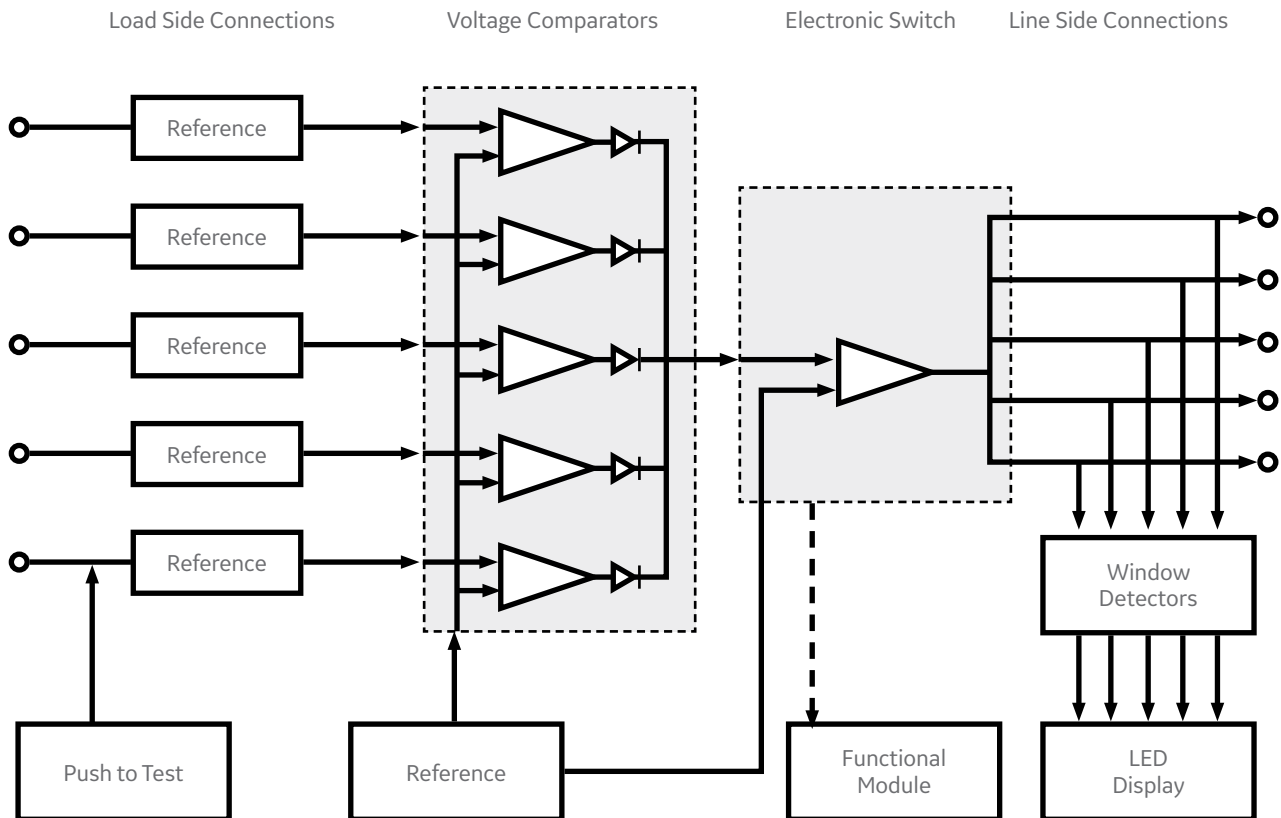 Load Side Connections
Voltage Comparators
Electronic Switch
Line Side Connections
Reference
Reference
Reference
Reference
Reference
Window
Detectors
Push to Test
Reference
Functional
Module
LED
Display